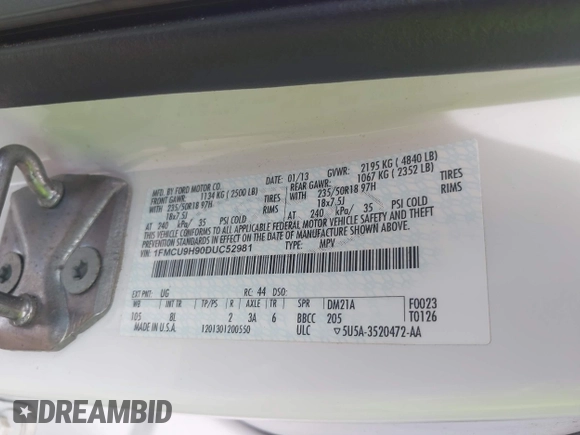 MFD. BY FORD MOTOR CO.
01/13 GVWR: 2195 KG ( 4840 LB)
FRONT GAWR: 1134 KG ( 2500 LB) REAR GAWR: 1067 KG ( 2352 LB)
WITH 235/50R18 97H TIRES WITH 235/50R18 97H TIRES
18x7.5J RIMS 18x7.5J RIMS
AT 240 kPa/ 35 PSI COLD AT 240 kPa/ 35 PSI COLD
THIS VEHICLE CONFORMS TO ALL APPLICABLE FEDERAL MOTOR VEHICLE SAFETY AND THEFT
PREVENTION STANDARDS IN EFFECT ON THE DATE OF MANUFACTURE SHOWN ABOVE.
VIN: 1FMCU9H90DUC52981 TYPE: MPV
EXT PNT: UG RC: 44 DSO:
WB INT TR TP/PS R AXLE TR SPR DM21A F0023
105 BL 2 3A 6 BBCC 205 T0126
MADE IN U.S.A. 1201301200550 ULC 5U5A-3520472-AA
DREAMBID